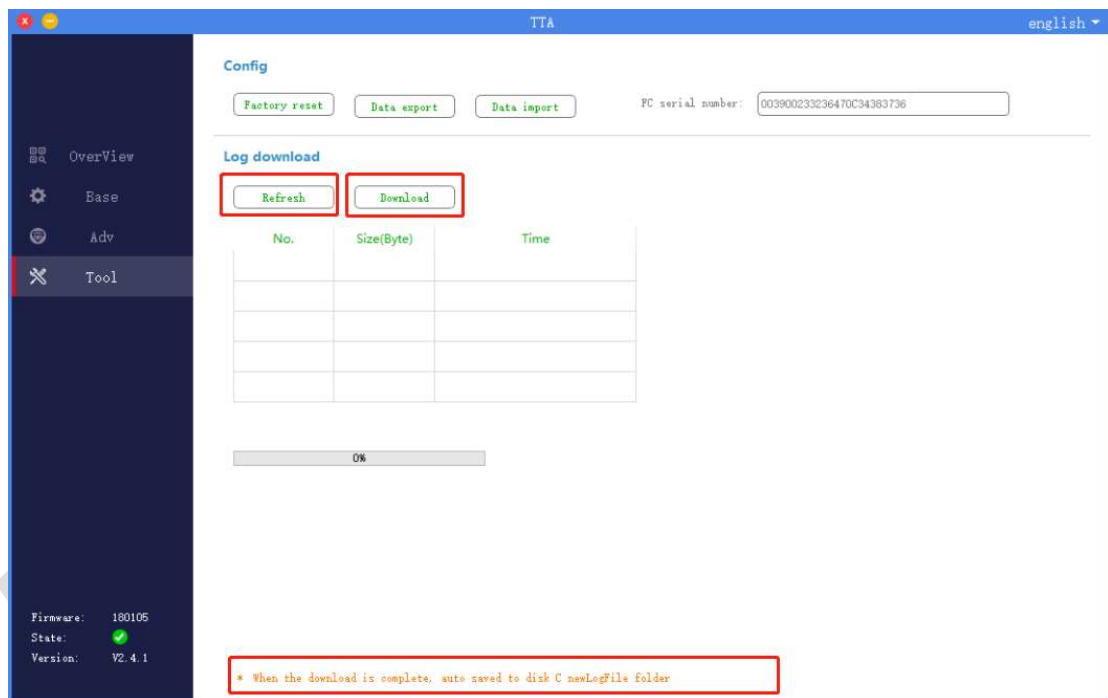 TTA
english
Config
Factory reset
Data export
Data import
FC serial number:
003900233236470C34383736
OverView
Base
Adv
Tool
Log download
Refresh
Download
No. Size(Byte) Time
0%
Firmware: 180105
State:
Version: V2.4.1
* When the download is complete, auto saved to disk C newLogFile folder